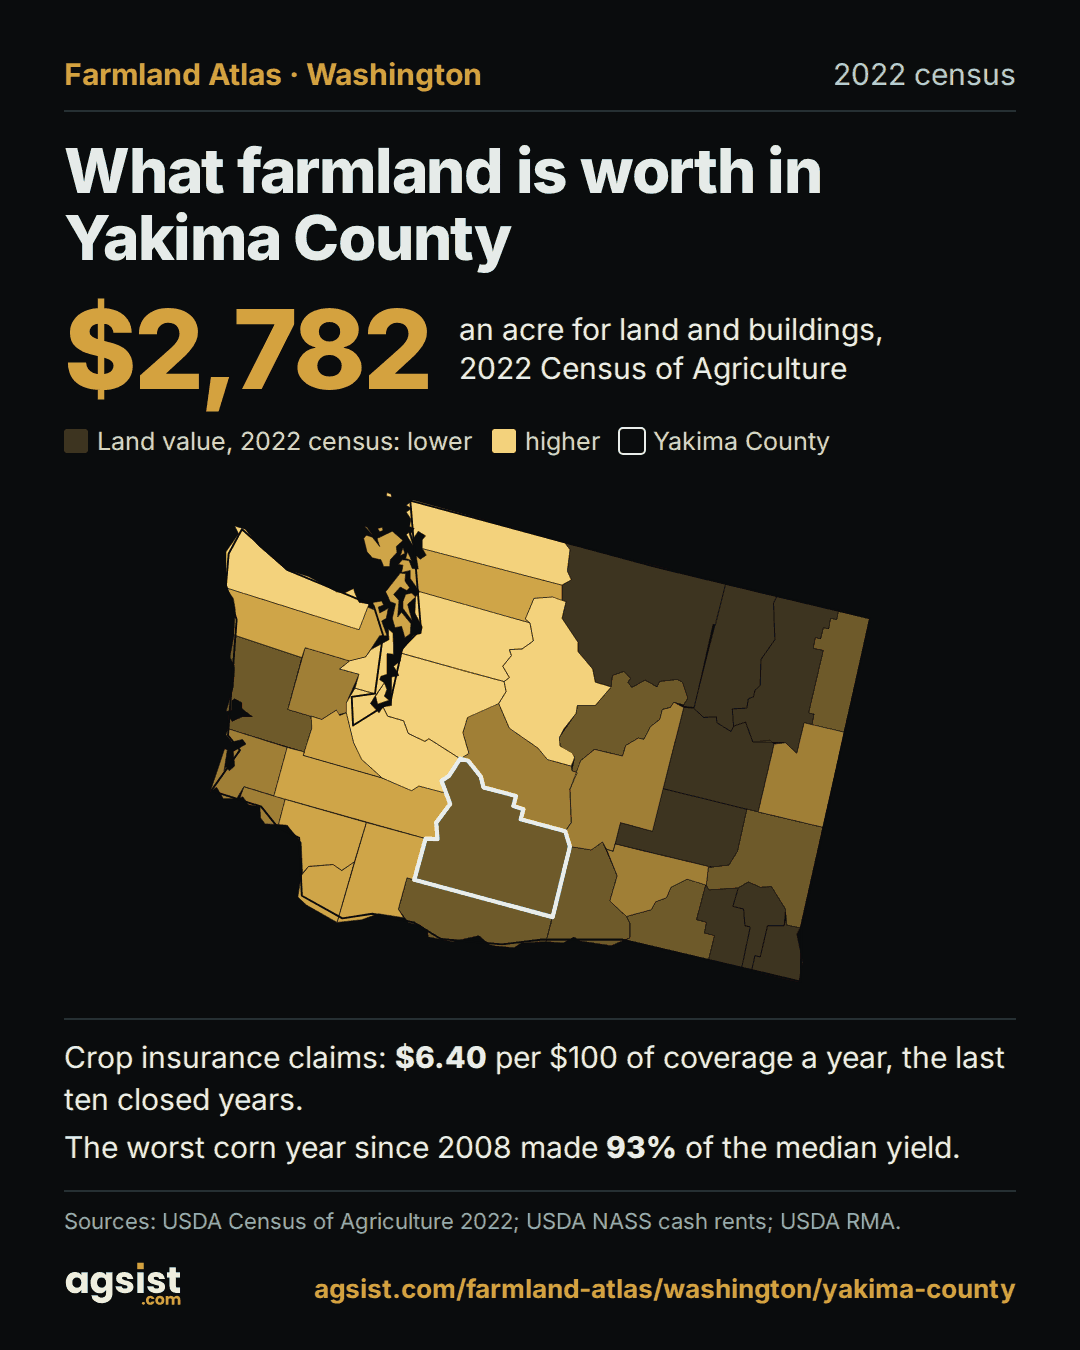 Farmland Atlas · Washington
2022 census
What farmland is worth in
Yakima County
$2,782
an acre for land and buildings,
2022 Census of Agriculture
Land value, 2022 census: lower
higher
Yakima County
Crop insurance claims: $6.40 per $100 of coverage a year, the last
ten closed years.
The worst corn year since 2008 made 93% of the median yield.
Sources: USDA Census of Agriculture 2022; USDA NASS cash rents; USDA RMA.
agsist
.com
agsist.com/farmland-atlas/washington/yakima-county